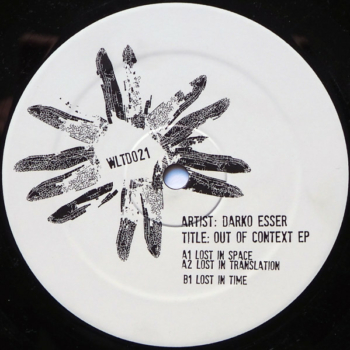 WLTD021
ARTIST: DARKO ESSER
TITLE: OUT OF CONTEXT EP
A1 LOST IN SPACE
A2 LOST IN TRANSLATION
B1 LOST IN TIME